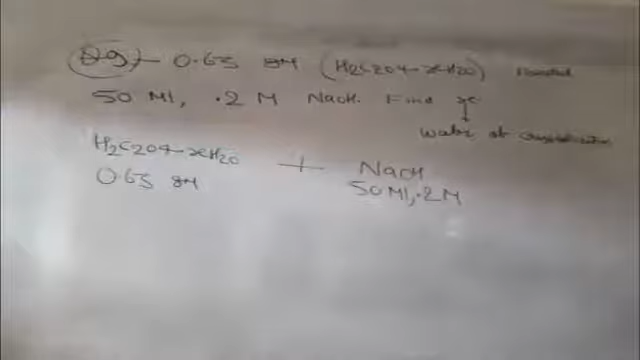 Q-9)- 0.63 gm (H2C2O4-xH2O) reacted
50 Ml, .2 M NaOH. Find x
water of
H2C2O4-xH2O + NaOH
0.63 gm 50 Ml, .2 M